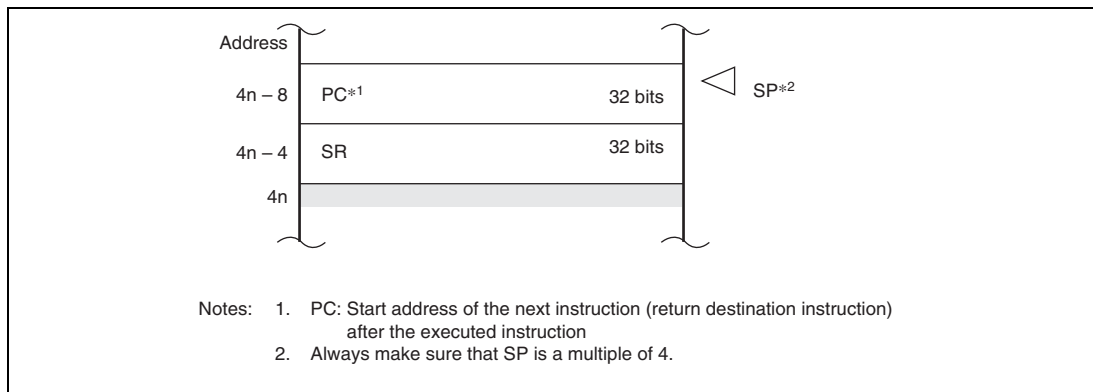 Address
4n – 8 PC*1 32 bits SP*2
4n – 4 SR 32 bits
4n
Notes: 1. PC: Start address of the next instruction (return destination instruction)
after the executed instruction
2. Always make sure that SP is a multiple of 4.